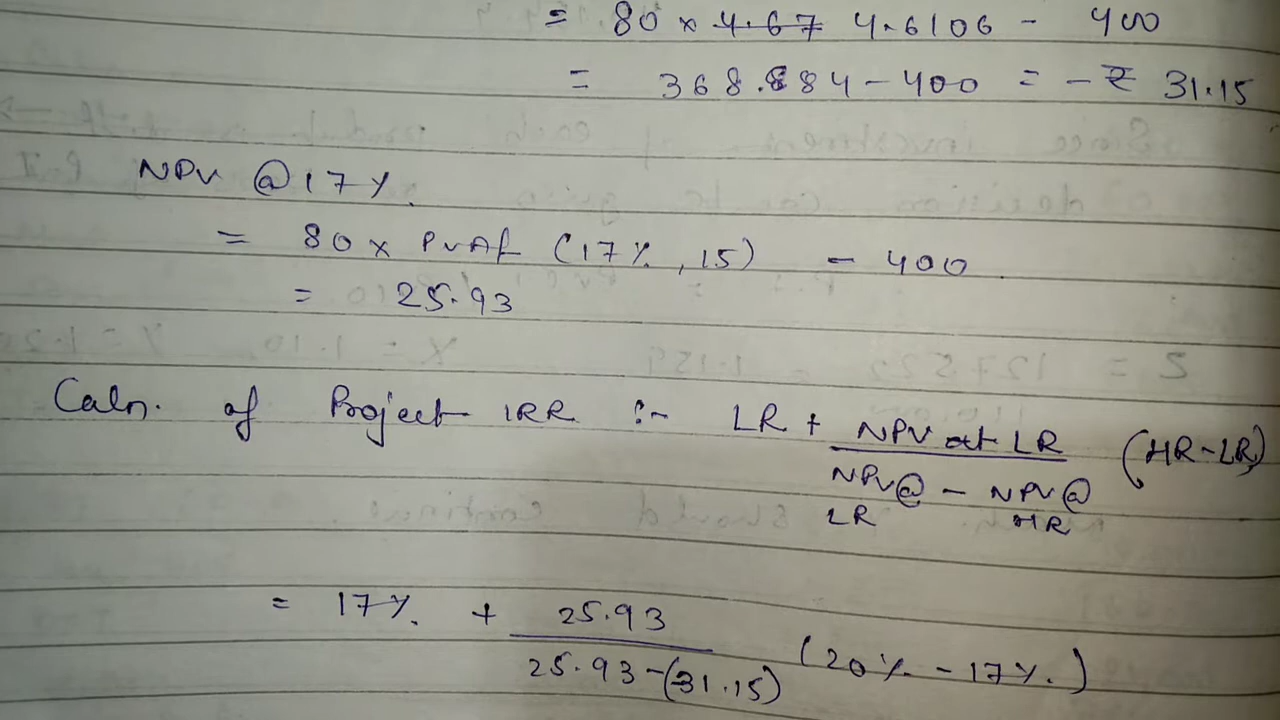 = 80 × 4.67 4.6106 - 400
= 368.884 - 400 = - ₹ 31.15
NPV @ 17%.
= 80 × PVAf (17%, 15) - 400
= 25.93
Caln. of Project IRR :- LR + NPV at LR (HR-LR)
NPV@ - NPV@
LR HR
= 17% + 25.93 (20% - 17%.)
25.93-(-31.15)